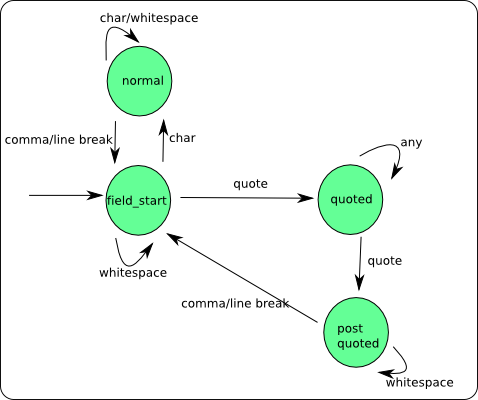 char/whitespace
normal
comma/line break
char
any
quote
field_start
quoted
quote
whitespace
comma/line break
post
quoted
whitespace